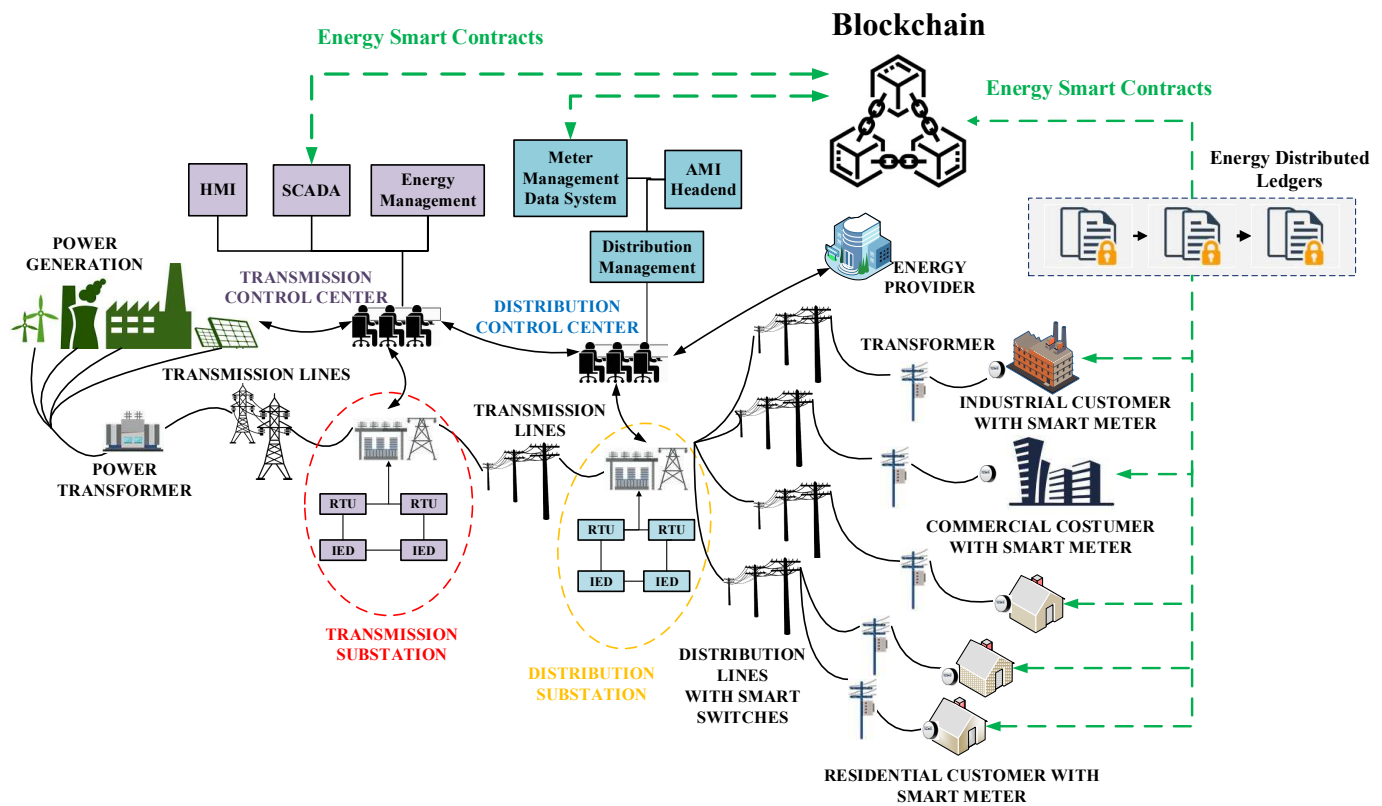 Blockchain
Energy Smart Contracts
Energy Smart Contracts
Energy Distributed
Ledgers
HMI
SCADA
Energy
Management
Meter
Management
Data System
AMI
Headend
Distribution
Management
POWER
GENERATION
TRANSMISSION
CONTROL CENTER
DISTRIBUTION
CONTROL CENTER
ENERGY
PROVIDER
TRANSMISSION LINES
POWER
TRANSFORMER
TRANSMISSION
LINES
TRANSFORMER
INDUSTRIAL CUSTOMER
WITH SMART METER
COMMERCIAL COSTUMER
WITH SMART METER
RTU
RTU
IED
IED
RTU
RTU
IED
IED
TRANSMISSION
SUBSTATION
DISTRIBUTION
SUBSTATION
DISTRIBUTION
LINES
WITH SMART
SWITCHES
RESIDENTIAL CUSTOMER WITH
SMART METER